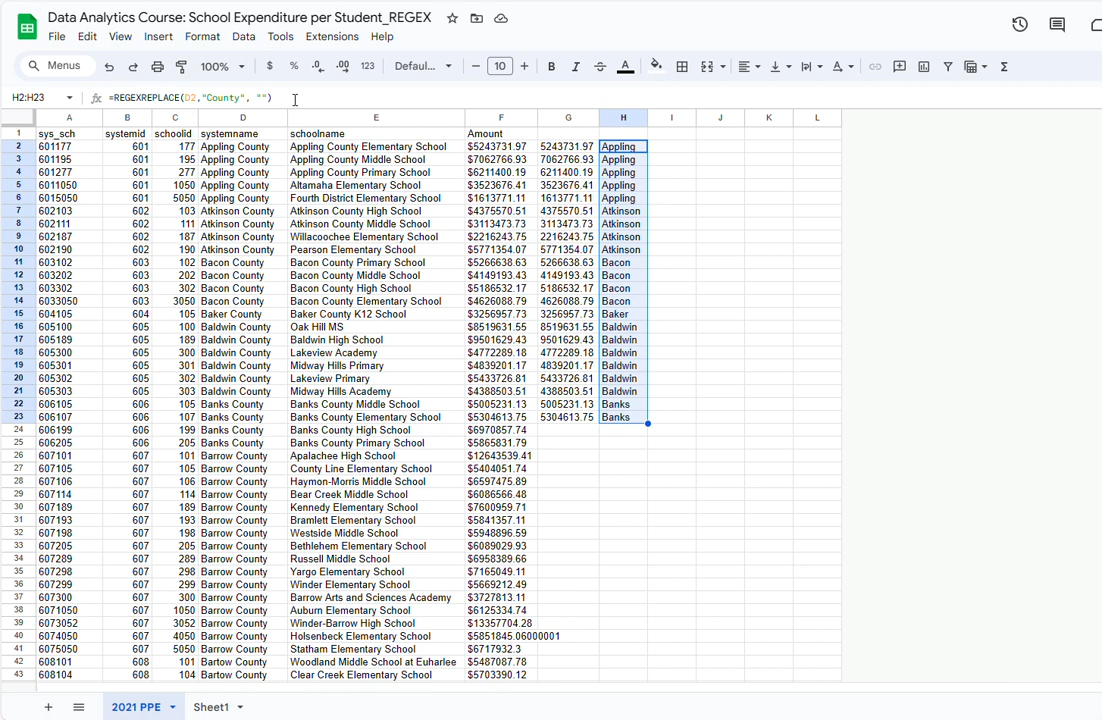 Data Analytics Course: School Expenditure per Student_REGEX
File Edit View Insert Format Data Tools Extensions Help
Menus 100% $ % .0 .00 123 Defaul... − 10 + B I S A Σ
H2:H23 fx =REGEXREPLACE(D2,"County", "")
A B C D E F G H I J K L
1 sys_sch systemid schoolid systemname schoolname Amount
2 601177 601 177 Appling County Appling County Elementary School $5243731.97 5243731.97 Appling
3 601195 601 195 Appling County Appling County Middle School $7062766.93 7062766.93 Appling
4 601277 601 277 Appling County Appling County Primary School $6211400.19 6211400.19 Appling
5 6011050 601 1050 Appling County Altamaha Elementary School $3523676.41 3523676.41 Appling
6 6015050 601 5050 Appling County Fourth District Elementary School $1613771.11 1613771.11 Appling
7 602103 602 103 Atkinson County Atkinson County High School $4375570.51 4375570.51 Atkinson
8 602111 602 111 Atkinson County Atkinson County Middle School $3113473.73 3113473.73 Atkinson
9 602187 602 187 Atkinson County Willacoochee Elementary School $2216243.75 2216243.75 Atkinson
10 602190 602 190 Atkinson County Pearson Elementary School $5771354.07 5771354.07 Atkinson
11 603102 603 102 Bacon County Bacon County Primary School $5266638.63 5266638.63 Bacon
12 603202 603 202 Bacon County Bacon County Middle School $4149193.43 4149193.43 Bacon
13 603302 603 302 Bacon County Bacon County High School $5186532.17 5186532.17 Bacon
14 6033050 603 3050 Bacon County Bacon County Elementary School $4626088.79 4626088.79 Bacon
15 604105 604 105 Baker County Baker County K12 School $3256957.73 3256957.73 Baker
16 605100 605 100 Baldwin County Oak Hill MS $8519631.55 8519631.55 Baldwin
17 605189 605 189 Baldwin County Baldwin High School $9501629.43 9501629.43 Baldwin
18 605300 605 300 Baldwin County Lakeview Academy $4772289.18 4772289.18 Baldwin
19 605301 605 301 Baldwin County Midway Hills Primary $4839201.17 4839201.17 Baldwin
20 605302 605 302 Baldwin County Lakeview Primary $5433726.81 5433726.81 Baldwin
21 605303 605 303 Baldwin County Midway Hills Academy $4388503.51 4388503.51 Baldwin
22 606105 606 105 Banks County Banks County Middle School $5005231.13 5005231.13 Banks
23 606107 606 107 Banks County Banks County Elementary School $5304613.75 5304613.75 Banks
24 606199 606 199 Banks County Banks County High School $6970857.74
25 606205 606 205 Banks County Banks County Primary School $5865831.79
26 607101 607 101 Barrow County Apalachee High School $12643539.41
27 607105 607 105 Barrow County County Line Elementary School $5404051.74
28 607106 607 106 Barrow County Haymon-Morris Middle School $6597475.89
29 607114 607 114 Barrow County Bear Creek Middle School $6086566.48
30 607189 607 189 Barrow County Kennedy Elementary School $7600959.71
31 607193 607 193 Barrow County Bramlett Elementary School $5841357.11
32 607198 607 198 Barrow County Westside Middle School $5948896.59
33 607205 607 205 Barrow County Bethlehem Elementary School $6089029.93
34 607289 607 289 Barrow County Russell Middle School $6958389.66
35 607298 607 298 Barrow County Yargo Elementary School $7165049.11
36 607299 607 299 Barrow County Winder Elementary School $5669212.49
37 607300 607 300 Barrow County Barrow Arts and Sciences Academy $3727813.11
38 6071050 607 1050 Barrow County Auburn Elementary School $6125334.74
39 6073052 607 3052 Barrow County Winder-Barrow High School $13357704.28
40 6074050 607 4050 Barrow County Holsenbeck Elementary School $5851845.06000001
41 6075050 607 5050 Barrow County Statham Elementary School $6717932.3
42 608101 608 101 Bartow County Woodland Middle School at Euharlee $5487087.78
43 608104 608 104 Bartow County Clear Creek Elementary School $5703390.12
+ 2021 PPE Sheet1